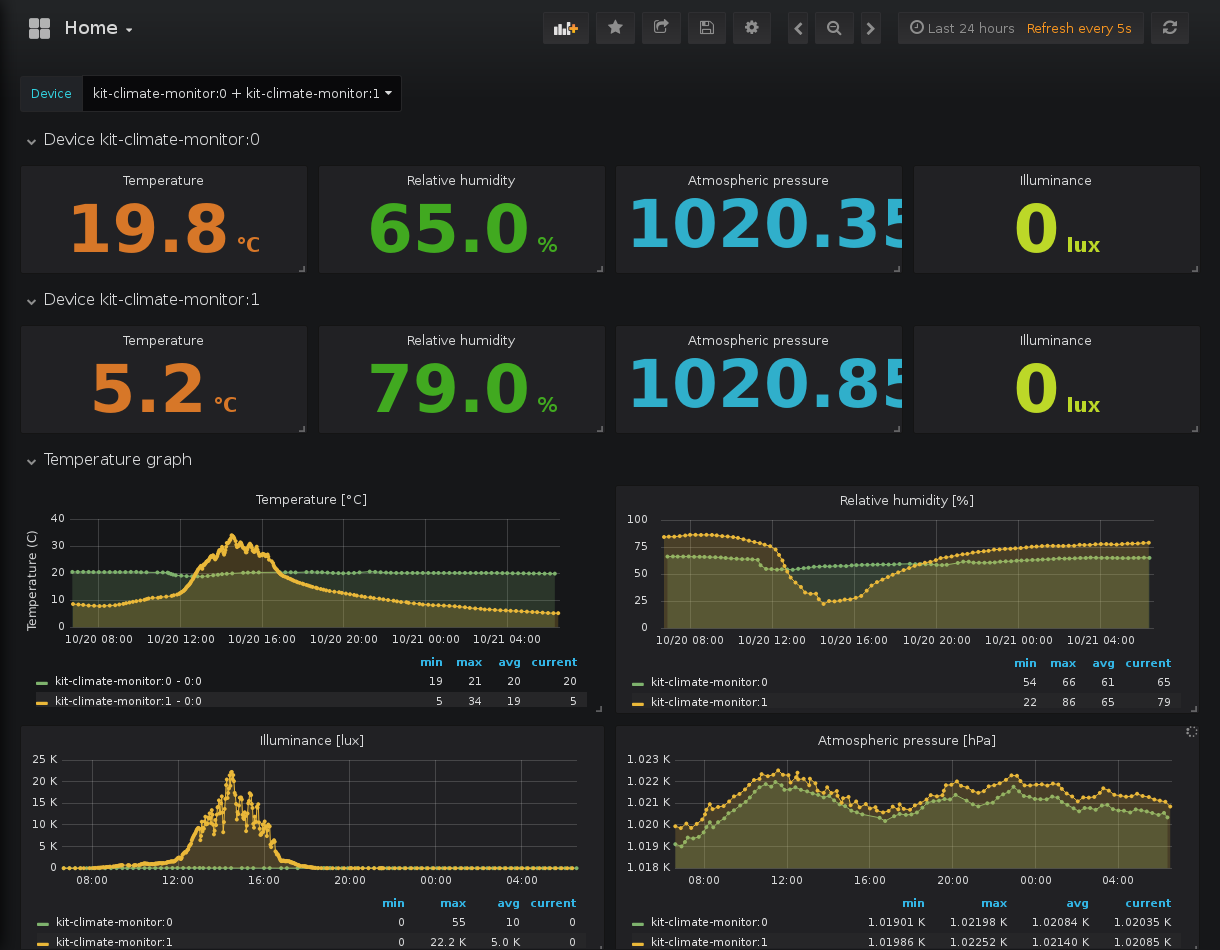 Home
Last 24 hours Refresh every 5s
Device kit-climate-monitor:0 + kit-climate-monitor:1
Device kit-climate-monitor:0
Temperature Relative humidity Atmospheric pressure Illuminance
19.8 °C 65.0 % 1020.35 0 lux
Device kit-climate-monitor:1
Temperature Relative humidity Atmospheric pressure Illuminance
5.2 °C 79.0 % 1020.85 0 lux
Temperature graph
Temperature [°C]
Temperature (C)
40
30
20
10
0
10/20 08:00 10/20 12:00 10/20 16:00 10/20 20:00 10/21 00:00 10/21 04:00
min max avg current
kit-climate-monitor:0 - 0:0 19 21 20 20
kit-climate-monitor:1 - 0:0 5 34 19 5
Relative humidity [%]
100
75
50
25
0
10/20 08:00 10/20 12:00 10/20 16:00 10/20 20:00 10/21 00:00 10/21 04:00
min max avg current
kit-climate-monitor:0 54 66 61 65
kit-climate-monitor:1 22 86 65 79
Illuminance [lux]
25 K
20 K
15 K
10 K
5 K
0
08:00 12:00 16:00 20:00 00:00 04:00
min max avg current
kit-climate-monitor:0 0 55 10 0
kit-climate-monitor:1 0 22.2 K 5.0 K 0
Atmospheric pressure [hPa]
1.023 K
1.022 K
1.021 K
1.020 K
1.019 K
1.018 K
08:00 12:00 16:00 20:00 00:00 04:00
min max avg current
kit-climate-monitor:0 1.01901 K 1.02198 K 1.02084 K 1.02035 K
kit-climate-monitor:1 1.01986 K 1.02252 K 1.02140 K 1.02085 K